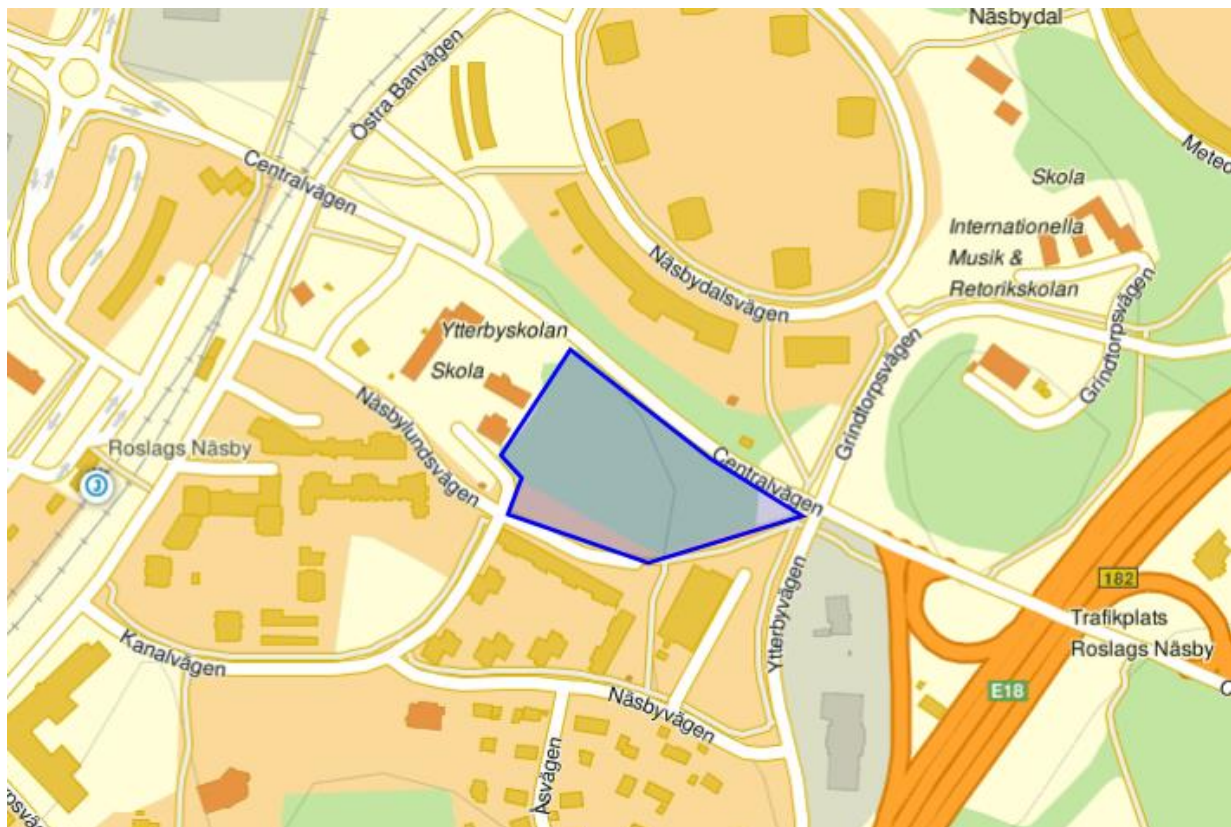 Näsbydal
Östra Banvägen
Centralvägen
Skola
Internationella
Musik &
Retorikskolan
Näsbydalsvägen
Grindtorpsvägen
Grindtorpsvägen
Ytterbyskolan
Skola
Näsbylundsvägen
Roslags Näsby
Centralvägen
182
Trafikplats
Roslags Näsby
E18
Ytterbyvägen
Kanalvägen
Näsbyvägen
Åsvägen